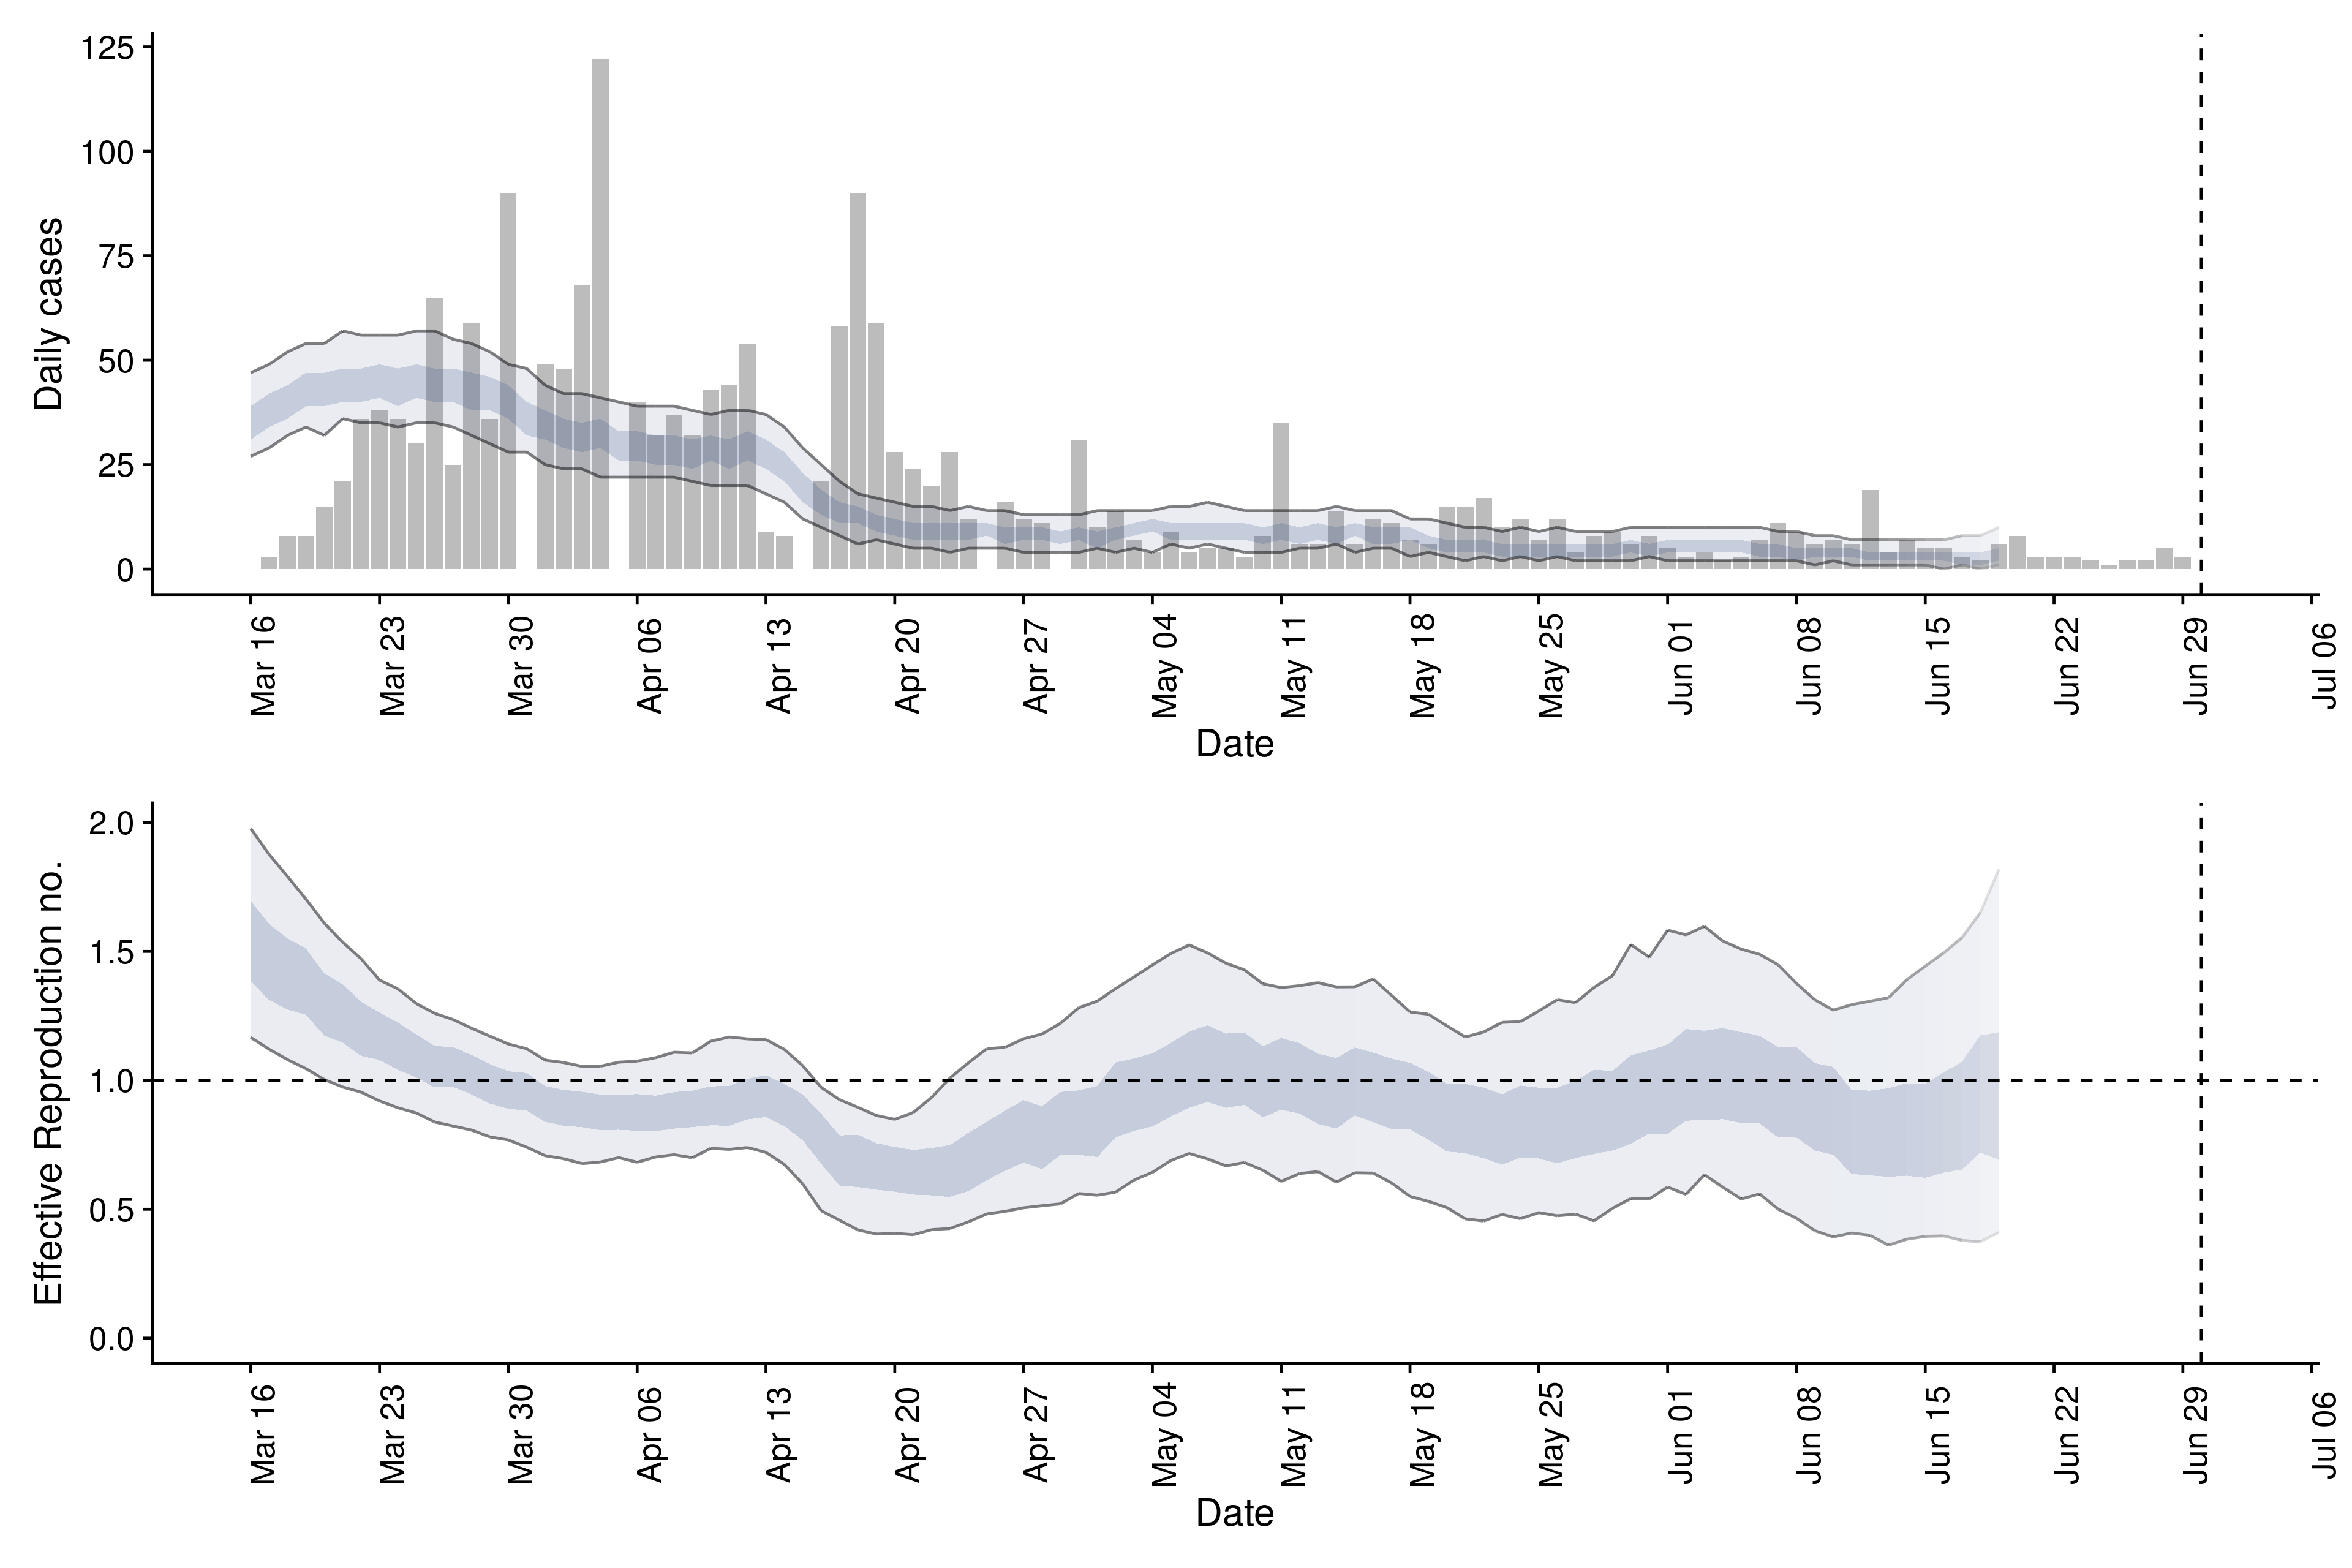 Daily cases
125
100
75
50
25
0
Mar 16
Mar 23
Mar 30
Apr 06
Apr 13
Apr 20
Apr 27
May 04
May 11
May 18
May 25
Jun 01
Jun 08
Jun 15
Jun 22
Jun 29
Jul 06
Date
Effective Reproduction no.
2.0
1.5
1.0
0.5
0.0
Mar 16
Mar 23
Mar 30
Apr 06
Apr 13
Apr 20
Apr 27
May 04
May 11
May 18
May 25
Jun 01
Jun 08
Jun 15
Jun 22
Jun 29
Jul 06
Date